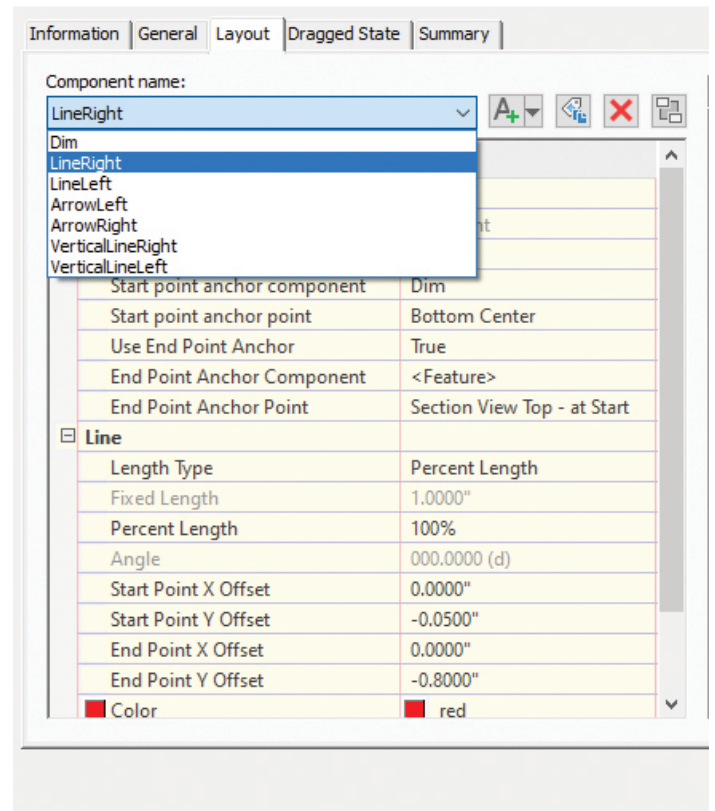 Information General Layout Dragged State Summary
Component name:
LineRight
Dim
LineRight
LineLeft
ArrowLeft
ArrowRight
VerticalLineRight
VerticalLineLeft
Start point anchor component Dim
Start point anchor point Bottom Center
Use End Point Anchor True
End Point Anchor Component <Feature>
End Point Anchor Point Section View Top - at Start
Line
Length Type Percent Length
Fixed Length 1.0000"
Percent Length 100%
Angle 000.0000 (d)
Start Point X Offset 0.0000"
Start Point Y Offset -0.0500"
End Point X Offset 0.0000"
End Point Y Offset -0.8000"
Color red